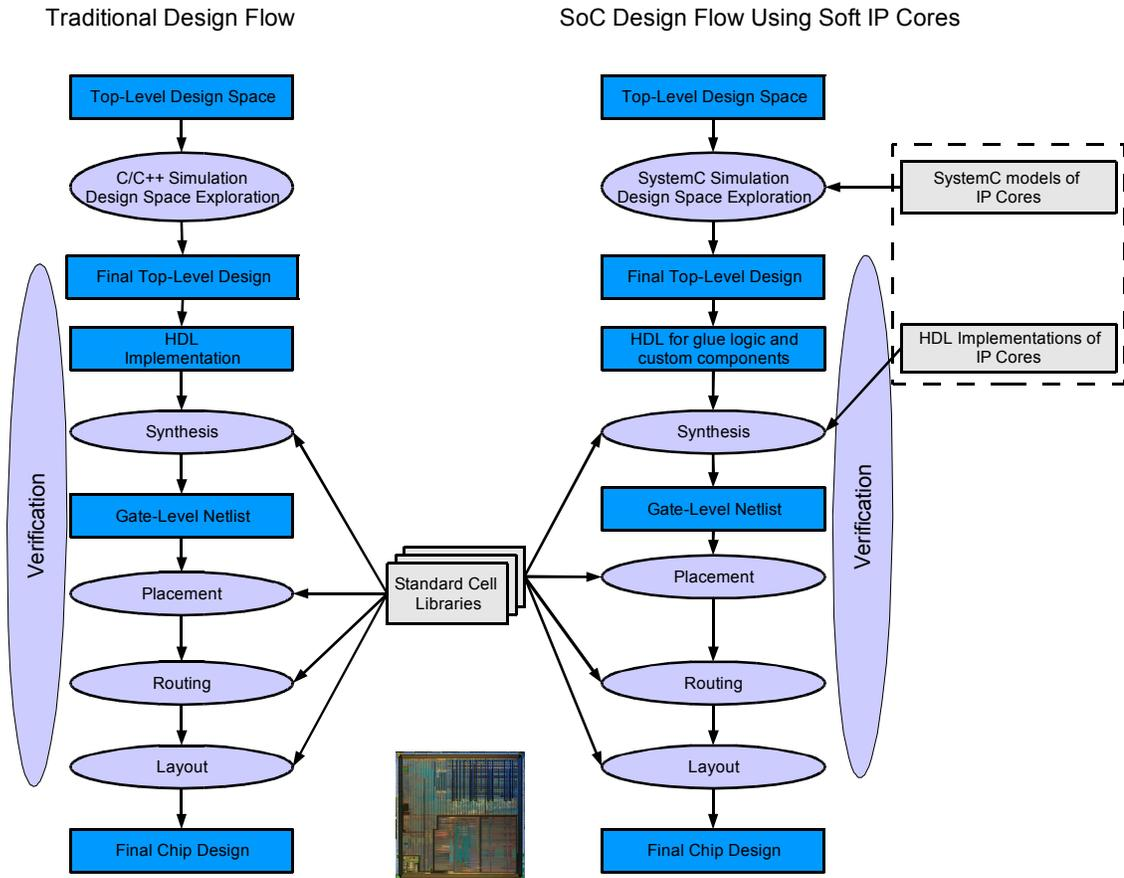 Traditional Design Flow
SoC Design Flow Using Soft IP Cores
Top-Level Design Space
C/C++ Simulation
Design Space Exploration
Final Top-Level Design
HDL
Implementation
Synthesis
Gate-Level Netlist
Placement
Routing
Layout
Final Chip Design
Verification
Standard Cell
Libraries
Top-Level Design Space
SystemC Simulation
Design Space Exploration
Final Top-Level Design
HDL for glue logic and
custom components
Synthesis
Gate-Level Netlist
Placement
Routing
Layout
Final Chip Design
Verification
SystemC models of
IP Cores
HDL Implementations of
IP Cores